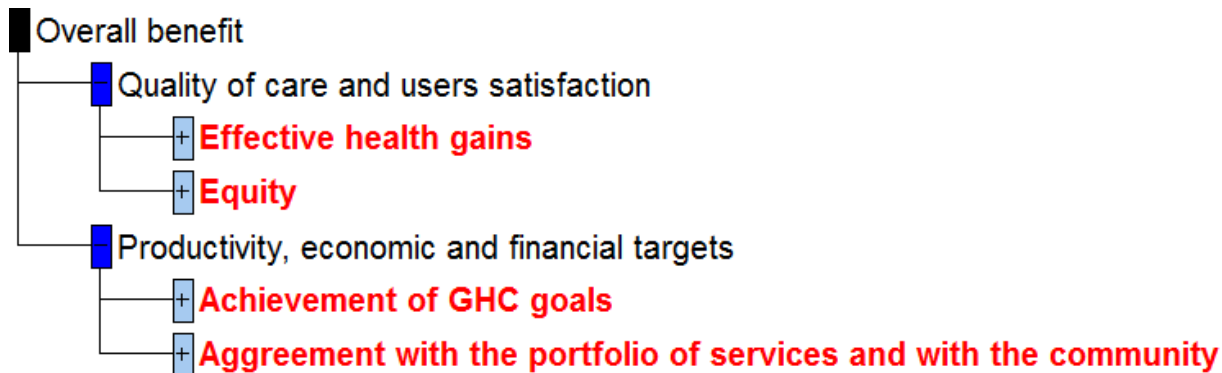 Overall benefit
Quality of care and users satisfaction
Effective health gains
Equity
Productivity, economic and financial targets
Achievement of GHC goals
Aggreement with the portfolio of services and with the community